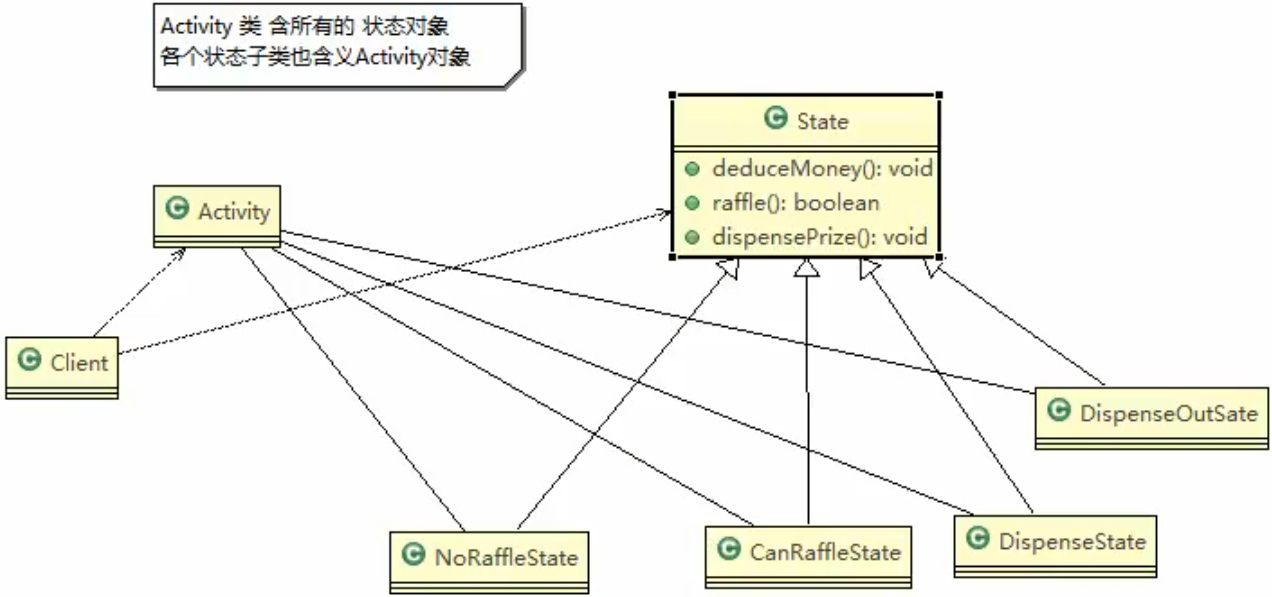 Activity 类 含所有的 状态对象
各个状态子类也含义Activity对象
C State
deduceMoney(): void
raffle(): boolean
dispensePrize(): void
C Activity
C Client
C DispenseOutSate
C NoRaffleState
C CanRaffleState
C DispenseState